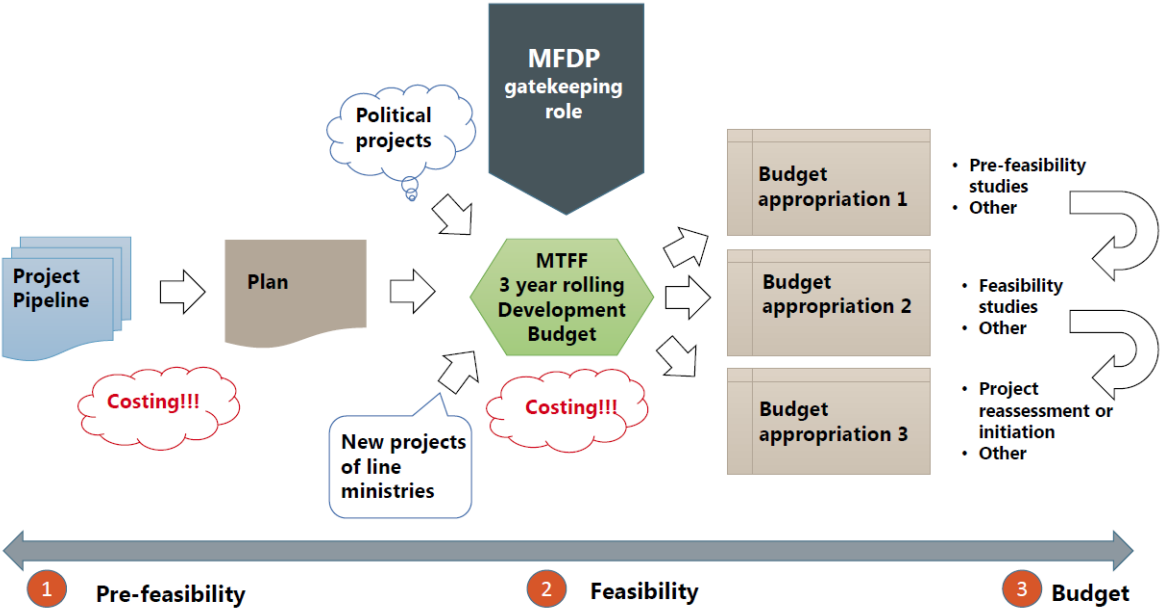 MFDP
gatekeeping
role
Political
projects
Project
Pipeline
Plan
MTFF
3 year rolling
Development
Budget
Costing!!!
Costing!!!
New projects
of line
ministries
Budget
appropriation 1
• Pre-feasibility
studies
• Other
Budget
appropriation 2
• Feasibility
studies
• Other
Budget
appropriation 3
• Project
reassessment or
initiation
• Other
1 Pre-feasibility
2 Feasibility
3 Budget